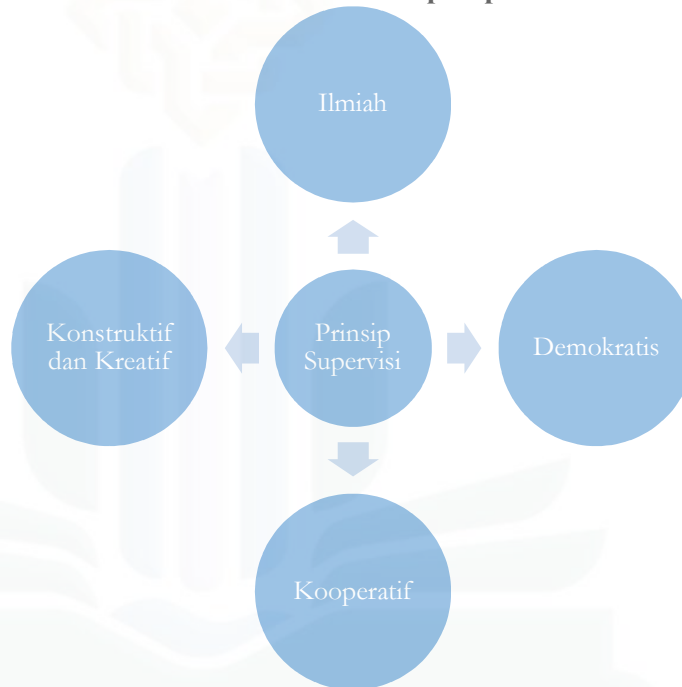 Ilmiah
Konstruktif
dan Kreatif
Prinsip
Supervisi
Demokratis
Kooperatif